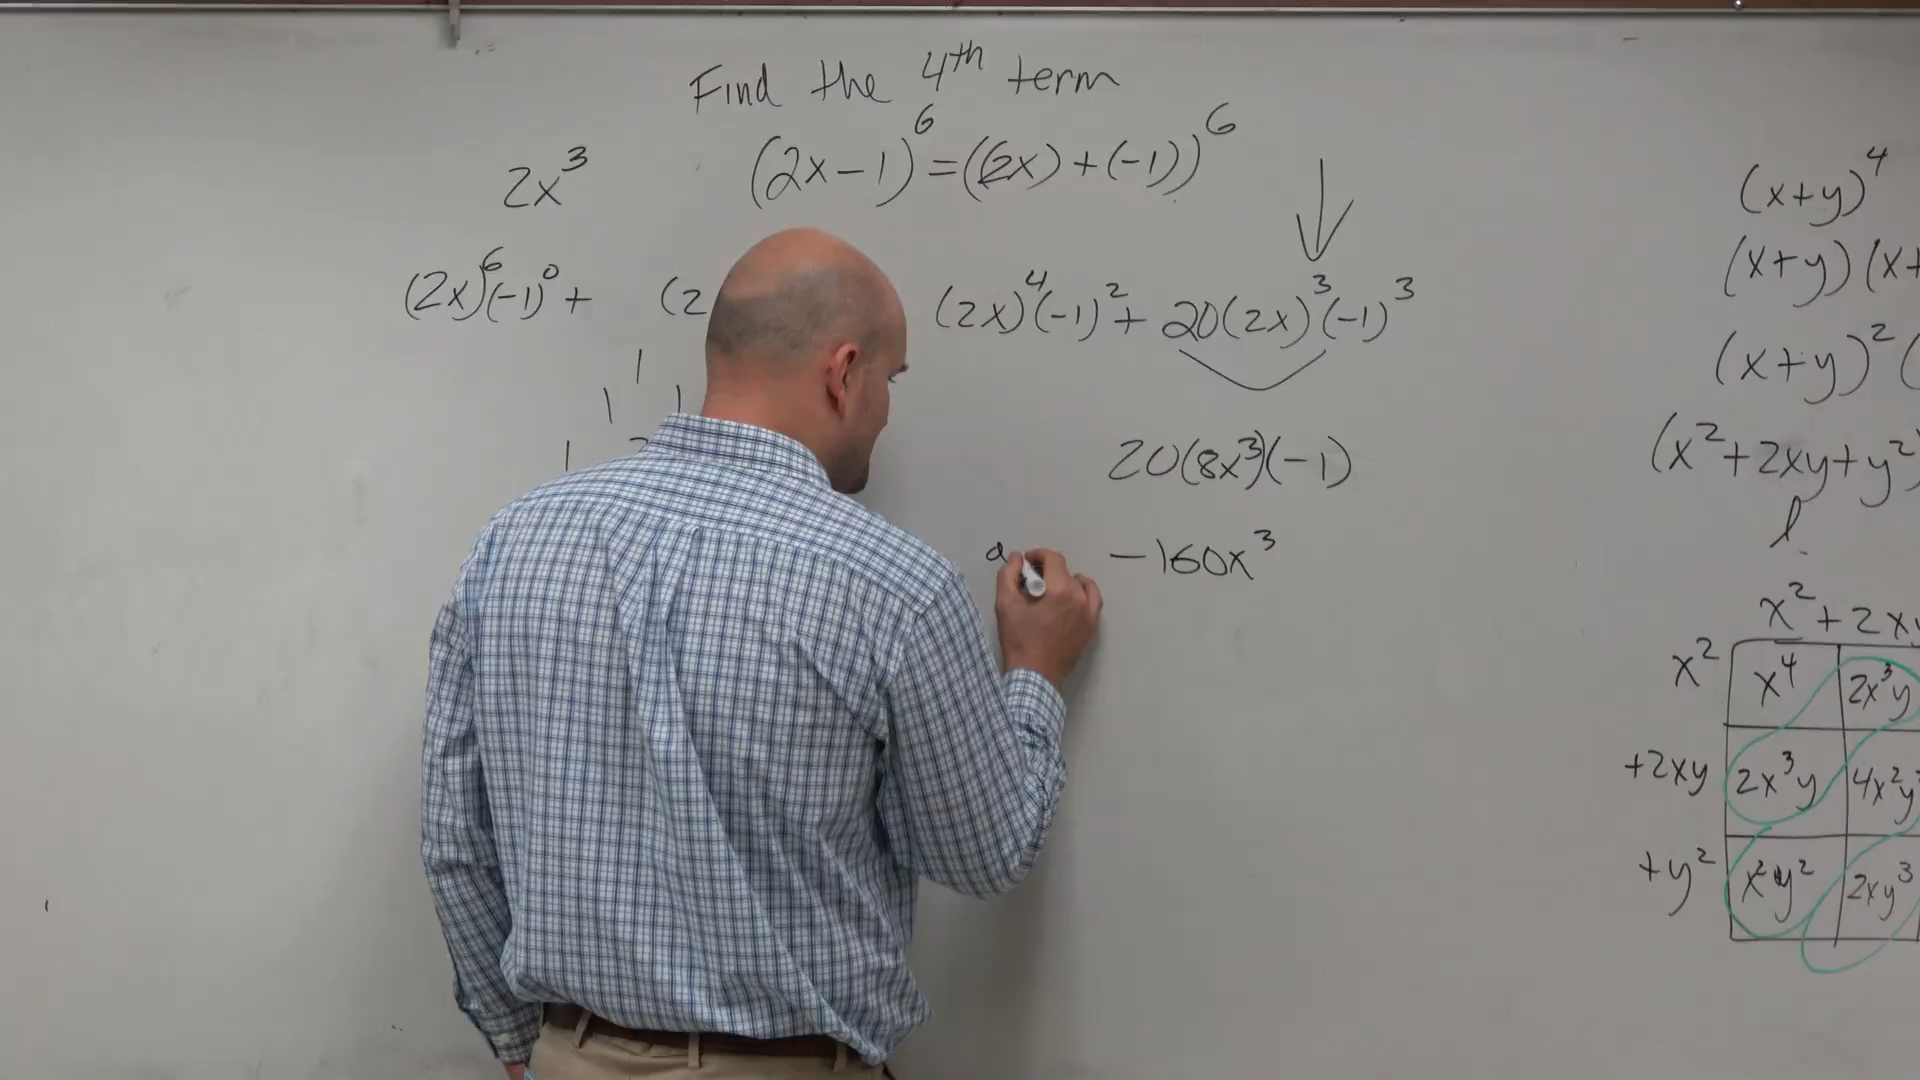 Find the 4th term
(2x-1)^6=((2x)+(-1))^6
2x^3
(2x)^6(-1)^0+ (2 (2x)^4(-1)^2+20(2x)^3(-1)^3
1
1 1
1
20(8x^3)(-1)
a -160x^3
(x+y)^4
(x+y)(x+
(x+y)^2(
(x^2+2xy+y^2)
x^2+2xy
x^2 x^4 2x^3y
+2xy 2x^3y 4x^2y^2
+y^2 x^2y^2 2xy^3